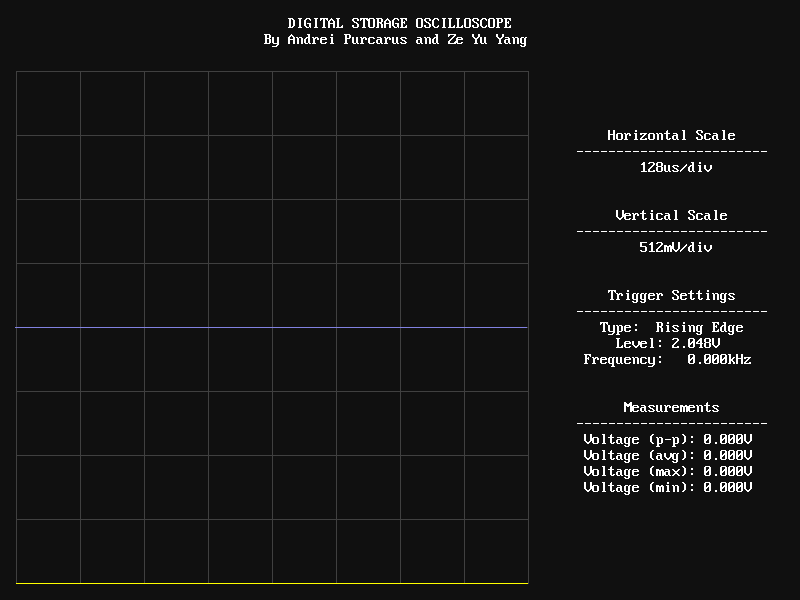 DIGITAL STORAGE OSCILLOSCOPE
By Andrei Purcarus and Ze Yu Yang
Horizontal Scale
------------------------
128us/div
Vertical Scale
------------------------
512mV/div
Trigger Settings
------------------------
Type:  Rising Edge
Level: 2.048V
Frequency:   0.000kHz
Measurements
------------------------
Voltage (p-p): 0.000V
Voltage (avg): 0.000V
Voltage (max): 0.000V
Voltage (min): 0.000V